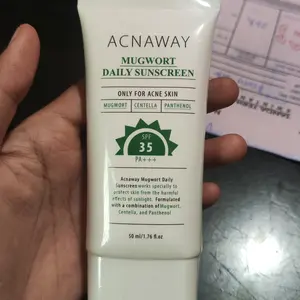 ACNAWAY
MUGWORT
DAILY SUNSCREEN
ONLY FOR ACNE SKIN
MUGWORT CENTELLA PANTHENOL
SPF
35
PA+++
Acnaway Mugwort Daily
Sunscreen works specially to
protect skin from the harmful
effects of sunlight. Formulated
with a combination of Mugwort,
Centella, and Panthenol
50 ml/1.76 fl.oz